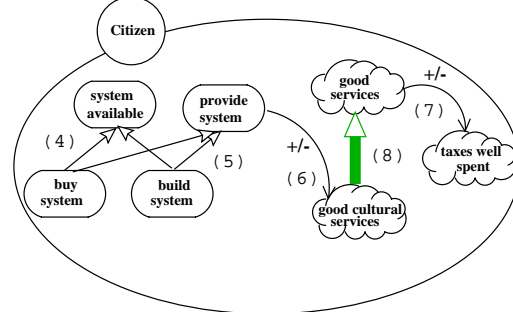 Citizen
system
available
provide
system
good
services
+/-
(7)
(4)
(5)
+/-
(8)
taxes well
spent
(6)
buy
system
build
system
good cultural
services